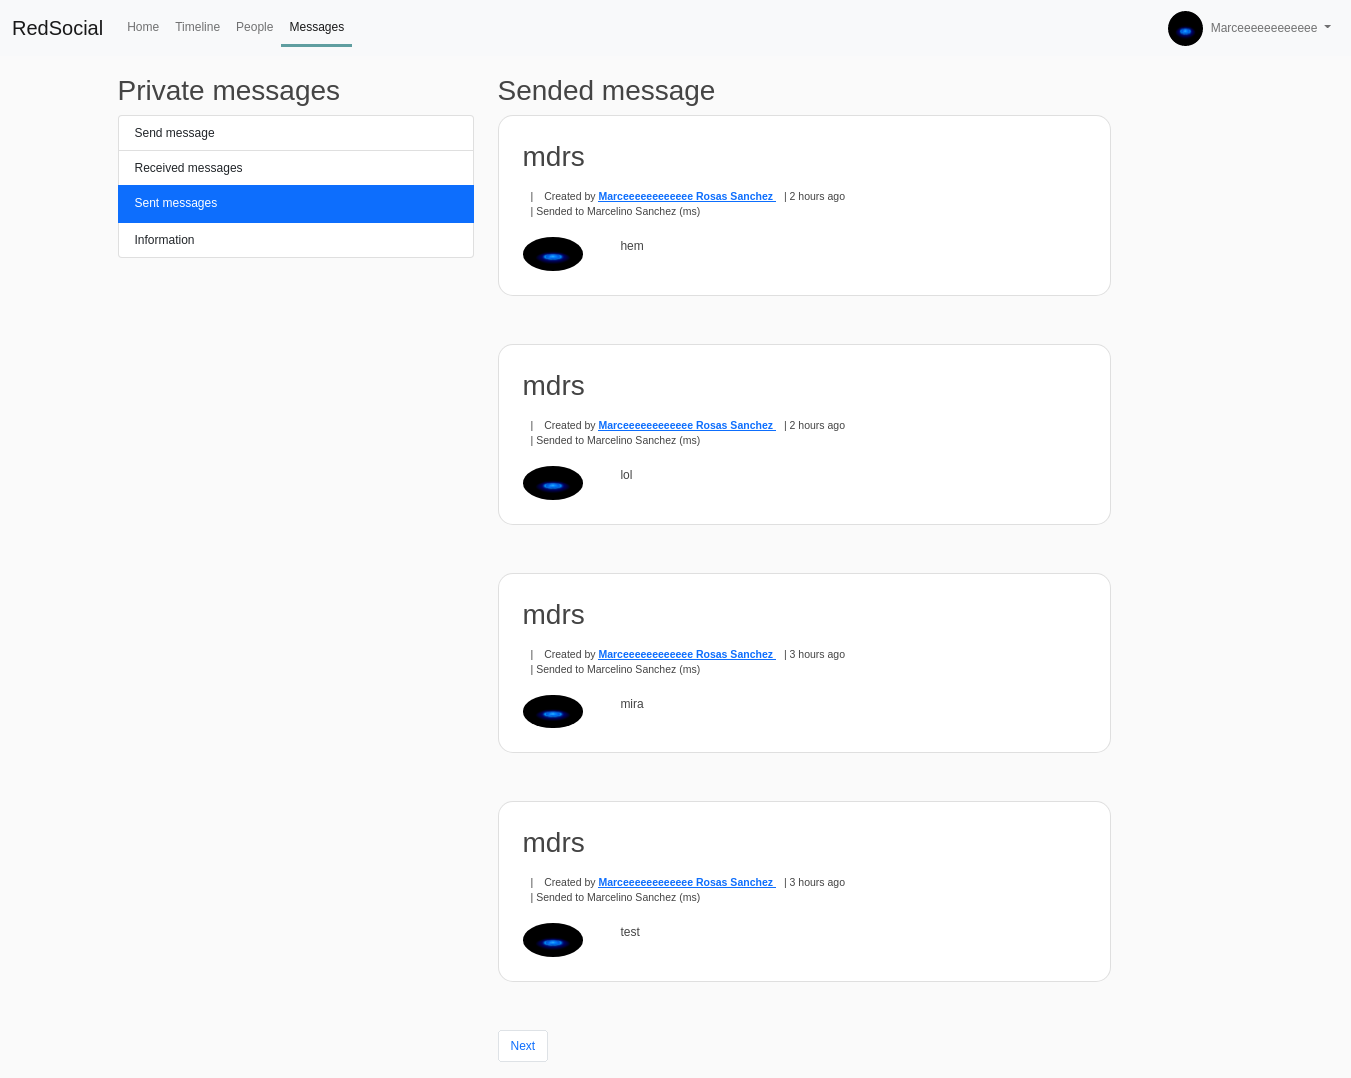 RedSocial Home Timeline People Messages Marceeeeeeeeeeee
Private messages
Send message
Received messages
Sent messages
Information
Sended message
mdrs
| Created by Marceeeeeeeeeeee Rosas Sanchez | 2 hours ago
| Sended to Marcelino Sanchez (ms)
hem
mdrs
| Created by Marceeeeeeeeeeee Rosas Sanchez | 2 hours ago
| Sended to Marcelino Sanchez (ms)
lol
mdrs
| Created by Marceeeeeeeeeeee Rosas Sanchez | 3 hours ago
| Sended to Marcelino Sanchez (ms)
mira
mdrs
| Created by Marceeeeeeeeeeee Rosas Sanchez | 3 hours ago
| Sended to Marcelino Sanchez (ms)
test
Next